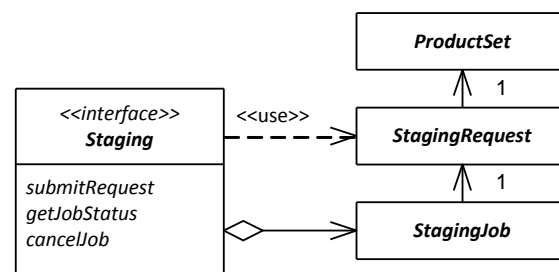 ProductSet
1
<<interface>>
Staging
<<use>>
StagingRequest
submitRequest
getJobStatus
cancelJob
1
StagingJob